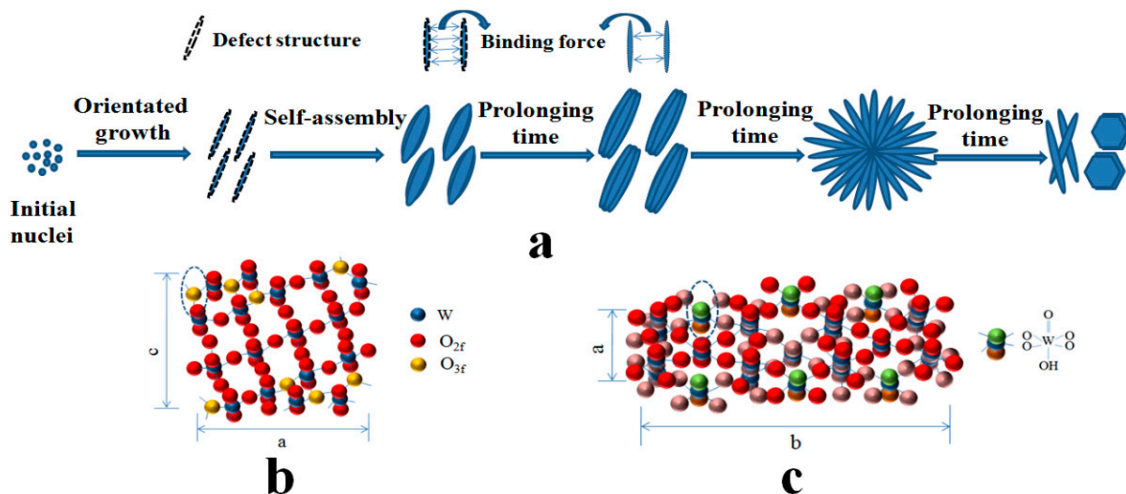 Defect structure
Binding force
Orientated
growth
Self-assembly
Prolonging
time
Prolonging
time
Prolonging
time
Initial
nuclei
a
c
a
W
O2f
O3f
b
a
b
O
O
W
O
O
O
OH
c